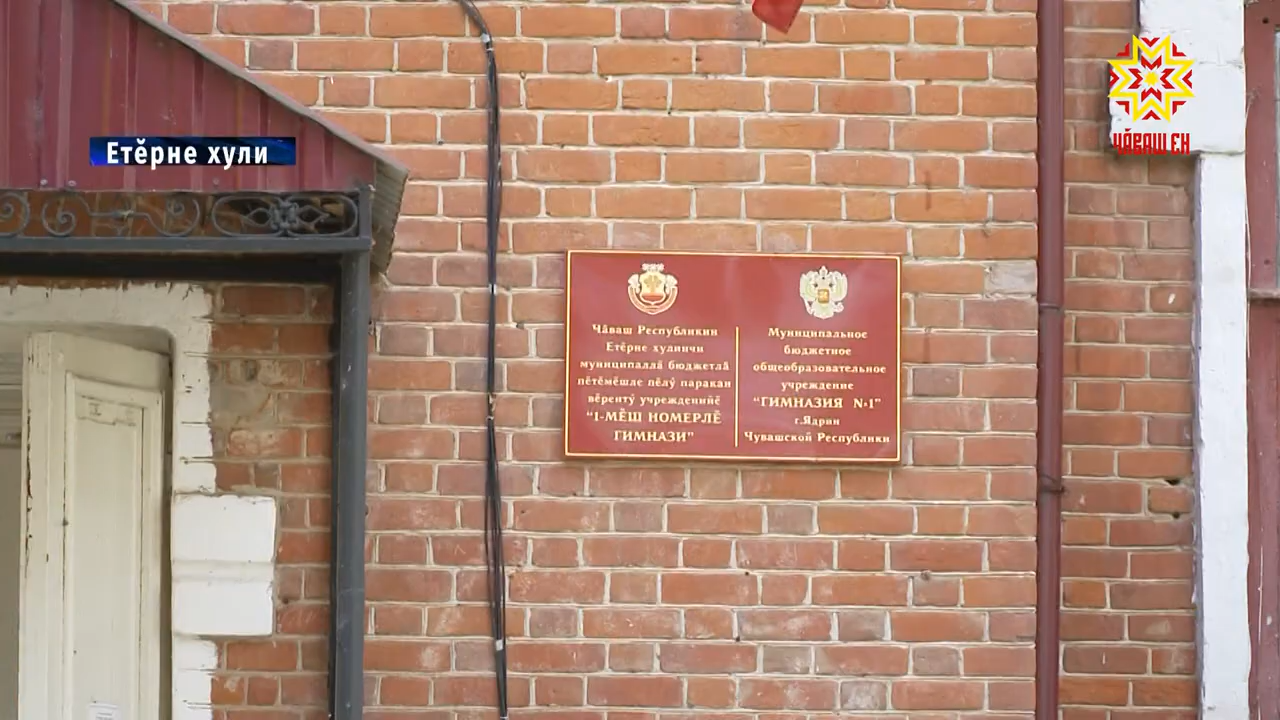 Етӗрне хули
ЧӐВАШ ЕН
Чӑваш Республикин
Етӗрне хулинчи
муниципаллӑ бюджетлӑ
пӗтӗмӗшле пӗлӳ паракан
вӗрентӳ учрежденийӗ
"1-МӖШ НОМЕРЛӖ
ГИМНАЗИ"
Муниципальное
бюджетное
общеобразовательное
учреждение
"ГИМНАЗИЯ №1"
г.Ядрин
Чувашской Республики